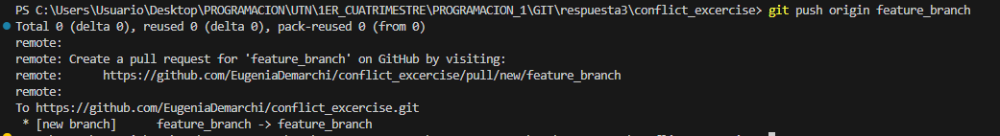 PS C:\Users\Usuario\Desktop\PROGRAMACION\UTN\1ER_CUATRIMESTRE\PROGRAMACION_1\GIT\respuesta3\conflict_excercise> git push origin feature_branch
Total 0 (delta 0), reused 0 (delta 0), pack-reused 0 (from 0)
remote:
remote: Create a pull request for 'feature_branch' on GitHub by visiting:
remote:      https://github.com/EugeniaDemarchi/conflict_excercise/pull/new/feature_branch
remote:
To https://github.com/EugeniaDemarchi/conflict_excercise.git
 * [new branch]      feature_branch -> feature_branch